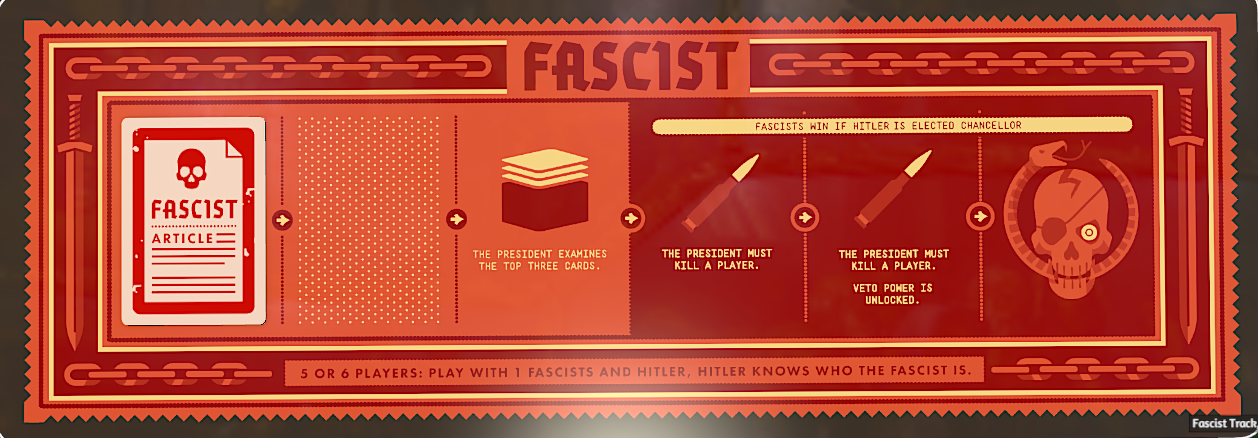 FASCIST
FASCISTS WIN IF HITLER IS ELECTED CHANCELLOR
FASCIST
ARTICLE
THE PRESIDENT EXAMINES
THE TOP THREE CARDS.
THE PRESIDENT MUST
KILL A PLAYER.
THE PRESIDENT MUST
KILL A PLAYER.
VETO POWER IS
UNLOCKED.
5 OR 6 PLAYERS: PLAY WITH 1 FASCISTS AND HITLER, HITLER KNOWS WHO THE FASCIST IS.
Fascist Track